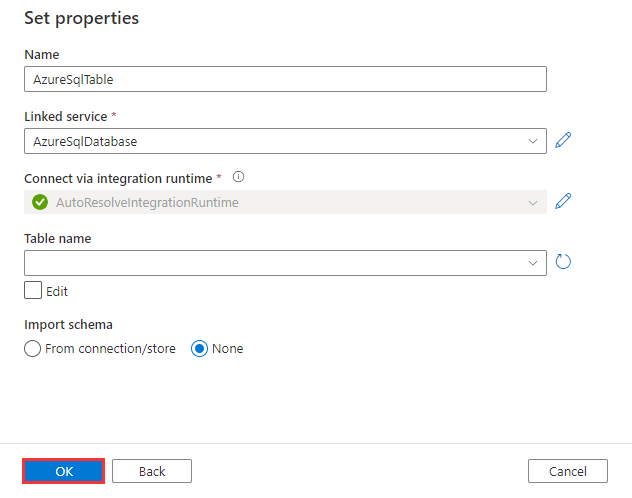 Set properties
Name
AzureSqlTable
Linked service *
AzureSqlDatabase
Connect via integration runtime *
AutoResolveIntegrationRuntime
Table name
Edit
Import schema
From connection/store None
OK Back Cancel